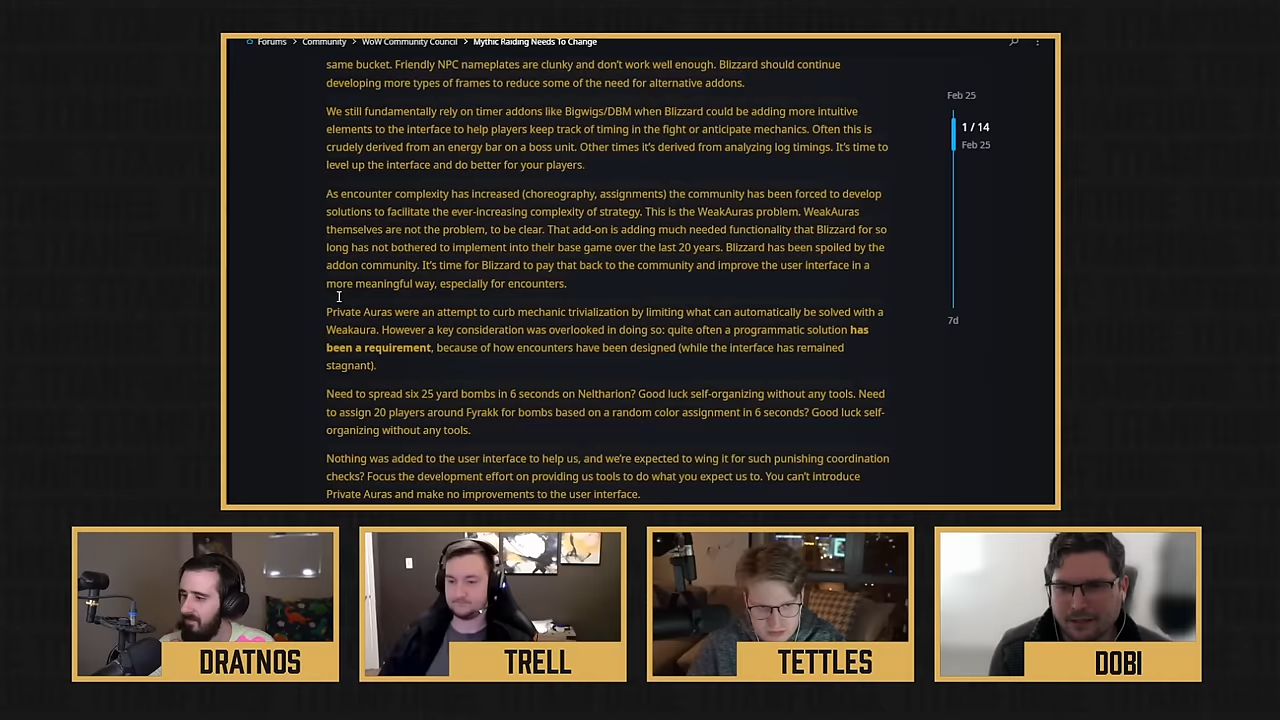 Forums > Community > WoW Community Council > Mythic Raiding Needs To Change
same bucket. Friendly NPC nameplates are clunky and don't work well enough. Blizzard should continue
developing more types of frames to reduce some of the need for alternative addons.
We still fundamentally rely on timer addons like Bigwigs/DBM when Blizzard could be adding more intuitive
elements to the interface to help players keep track of timing in the fight or anticipate mechanics. Often this is
crudely derived from an energy bar on a boss unit. Other times it's derived from analyzing log timings. It's time to
level up the interface and do better for your players.
As encounter complexity has increased (choreography, assignments) the community has been forced to develop
solutions to facilitate the ever-increasing complexity of strategy. This is the WeakAuras problem. WeakAuras
themselves are not the problem, to be clear. That add-on is adding much needed functionality that Blizzard for so
long has not bothered to implement into their base game over the last 20 years. Blizzard has been spoiled by the
addon community. It's time for Blizzard to pay that back to the community and improve the user interface in a
more meaningful way, especially for encounters.
Private Auras were an attempt to curb mechanic trivialization by limiting what can automatically be solved with a
Weakaura. However a key consideration was overlooked in doing so: quite often a programmatic solution has
been a requirement, because of how encounters have been designed (while the interface has remained
stagnant).
Need to spread six 25 yard bombs in 6 seconds on Neltharion? Good luck self-organizing without any tools. Need
to assign 20 players around Fyrakk for bombs based on a random color assignment in 6 seconds? Good luck self-
organizing without any tools.
Nothing was added to the user interface to help us, and we're expected to wing it for such punishing coordination
checks? Focus the development effort on providing us tools to do what you expect us to. You can't introduce
Private Auras and make no improvements to the user interface.
Feb 25
1 / 14
Feb 25
7d
DRATNOS
TRELL
TETTLES
DOBI